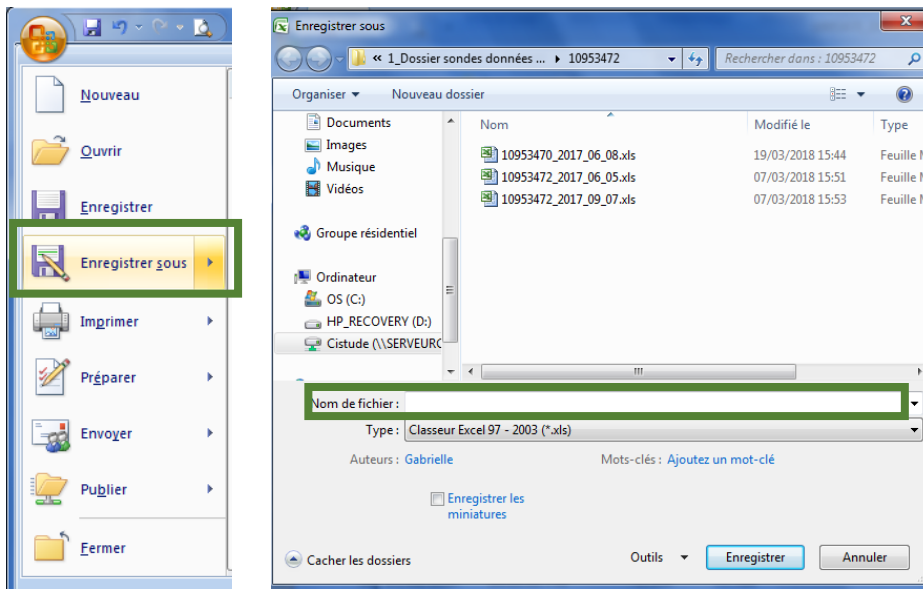 Nouveau
Ouvrir
Enregistrer
Enregistrer sous
Imprimer
Préparer
Envoyer
Publier
Fermer
Enregistrer sous
« 1_Dossier sondes données ... 10953472
Rechercher dans : 10953472
Organiser Nouveau dossier
Documents
Images
Musique
Vidéos
Groupe résidentiel
Ordinateur
OS (C:)
HP_RECOVERY (D:)
Cistude (\\SERVEURC
Nom Modifié le Type
10953470_2017_06_08.xls 19/03/2018 15:44 Feuille M
10953472_2017_06_05.xls 07/03/2018 15:51 Feuille M
10953472_2017_09_07.xls 07/03/2018 15:53 Feuille M
Nom de fichier :
Type : Classeur Excel 97 - 2003 (*.xls)
Auteurs : Gabrielle Mots-clés : Ajoutez un mot-clé
Enregistrer les
miniatures
Cacher les dossiers Outils Enregistrer Annuler